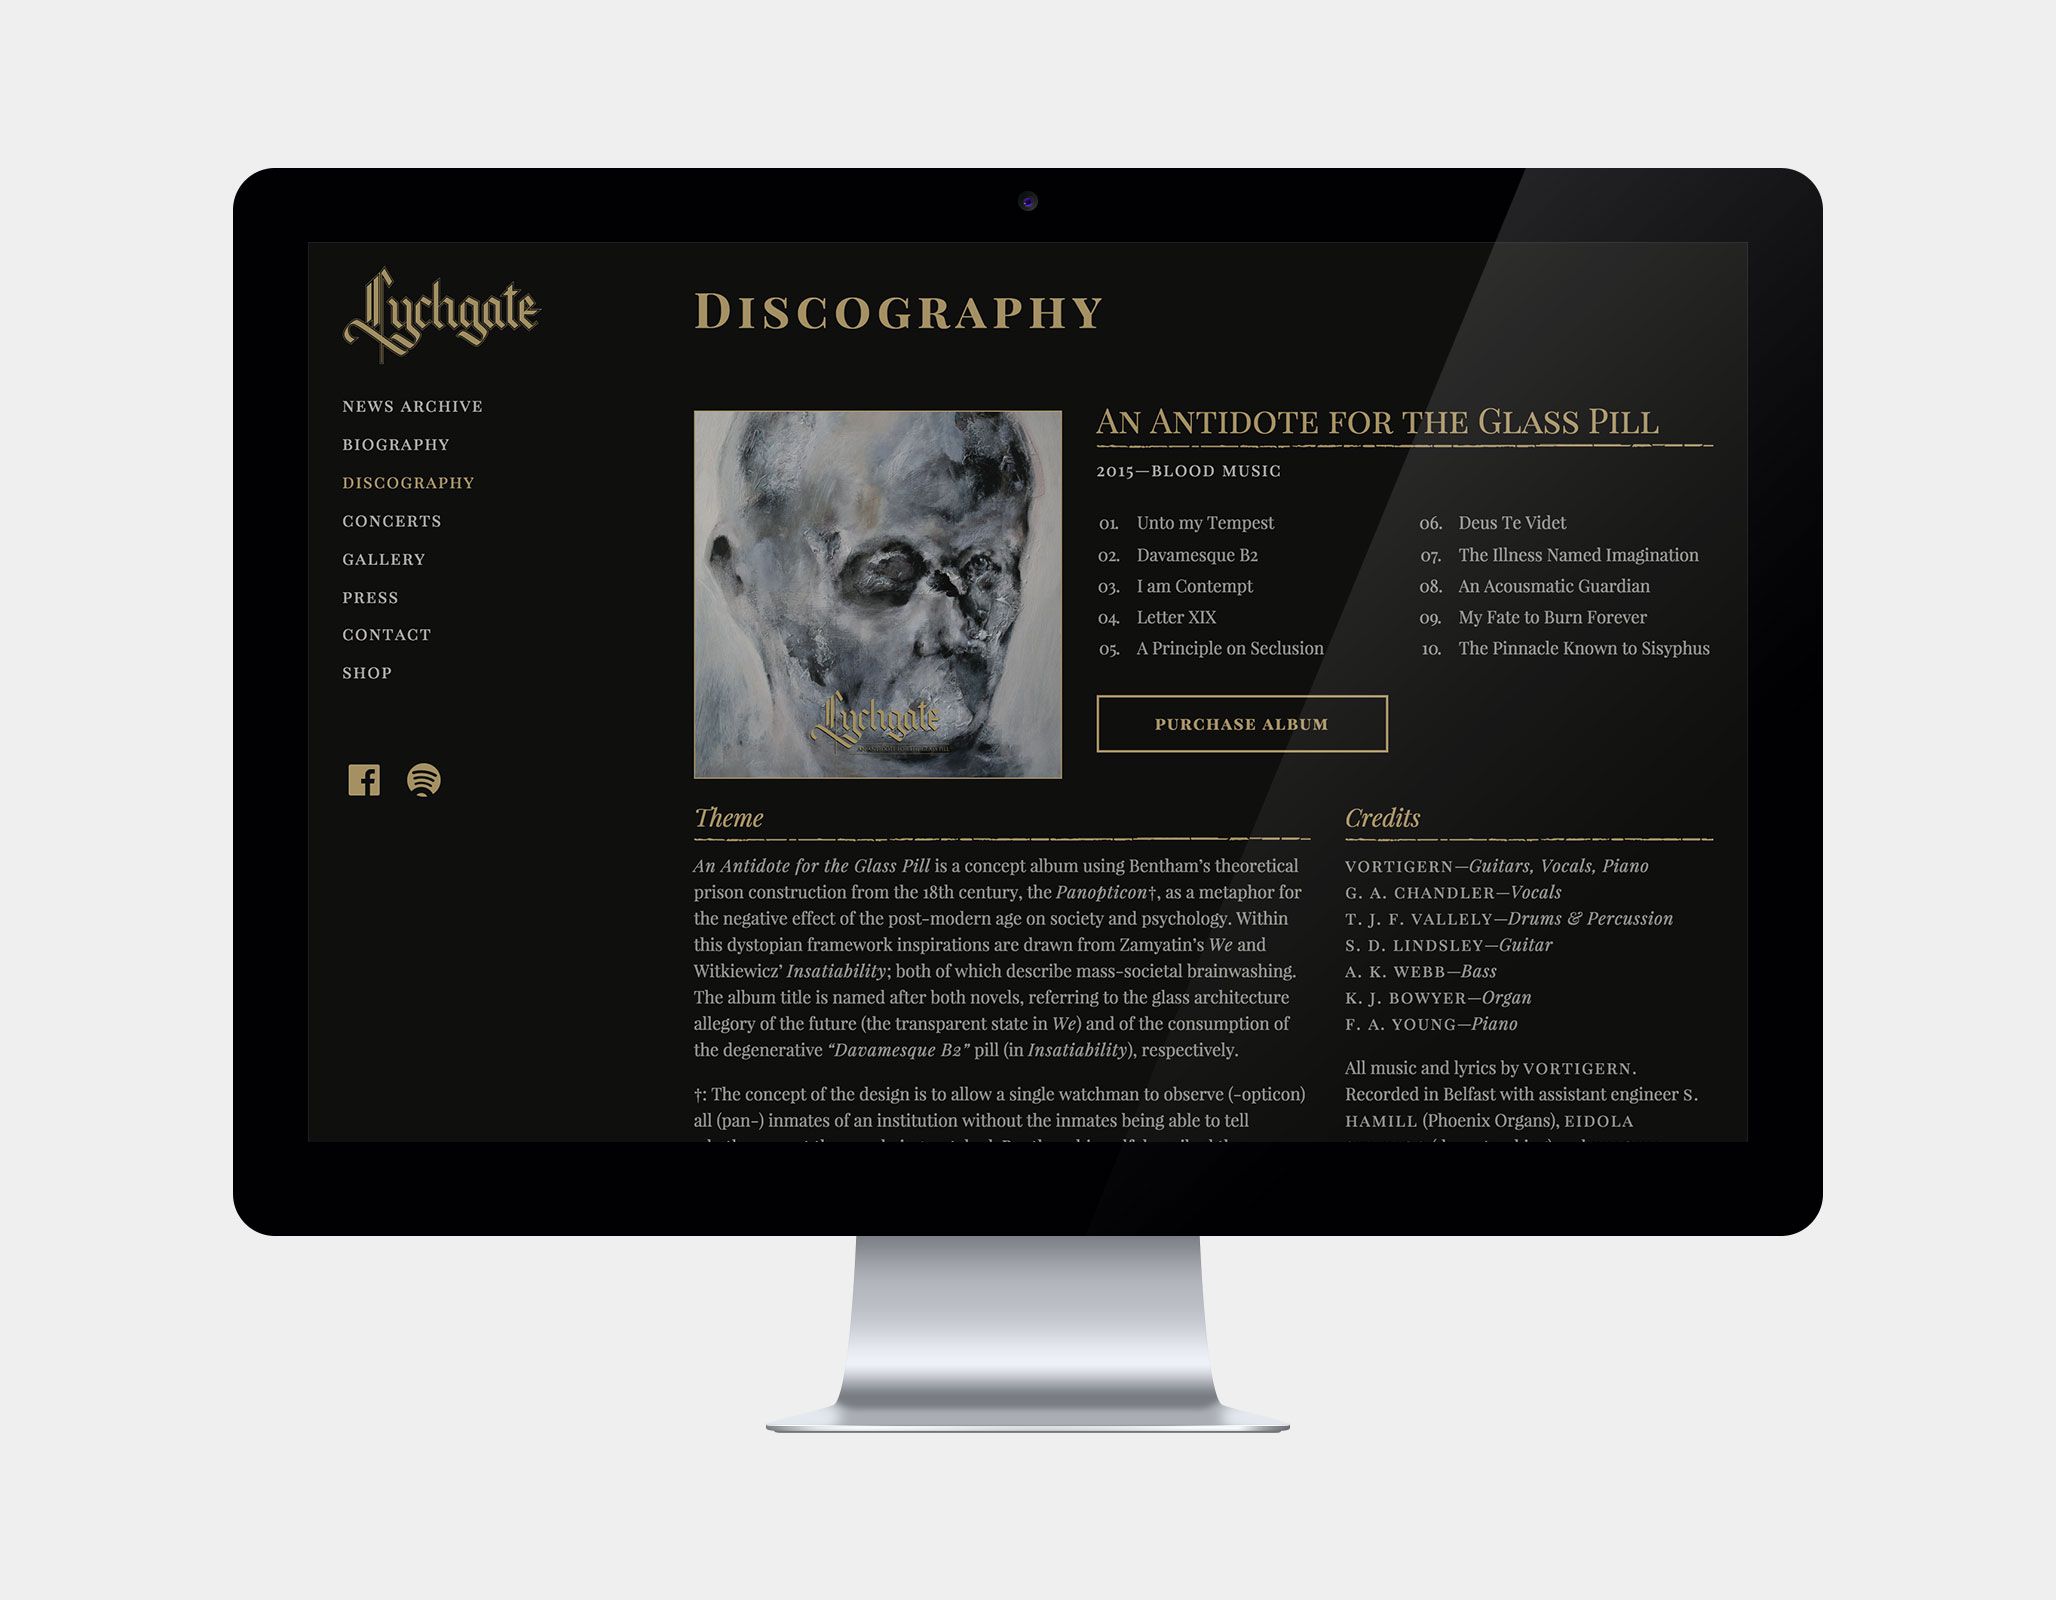 Lychgate
NEWS ARCHIVE
BIOGRAPHY
DISCOGRAPHY
CONCERTS
GALLERY
PRESS
CONTACT
SHOP
DISCOGRAPHY
Lychgate
AN ANTIDOTE FOR THE GLASS PILL
AN ANTIDOTE FOR THE GLASS PILL
2015—BLOOD MUSIC
01. Unto my Tempest
02. Davamesque B2
03. I am Contempt
04. Letter XIX
05. A Principle on Seclusion
06. Deus Te Videt
07. The Illness Named Imagination
08. An Acousmatic Guardian
09. My Fate to Burn Forever
10. The Pinnacle Known to Sisyphus
PURCHASE ALBUM
Theme
An Antidote for the Glass Pill is a concept album using Bentham’s theoretical
prison construction from the 18th century, the Panopticon†, as a metaphor for
the negative effect of the post-modern age on society and psychology. Within
this dystopian framework inspirations are drawn from Zamyatin’s We and
Witkiewicz’ Insatiability; both of which describe mass-societal brainwashing.
The album title is named after both novels, referring to the glass architecture
allegory of the future (the transparent state in We) and of the consumption of
the degenerative “Davamesque B2” pill (in Insatiability), respectively.
†: The concept of the design is to allow a single watchman to observe (-opticon)
all (pan-) inmates of an institution without the inmates being able to tell
Credits
VORTIGERN—Guitars, Vocals, Piano
G. A. CHANDLER—Vocals
T. J. F. VALLELY—Drums & Percussion
S. D. LINDSLEY—Guitar
A. K. WEBB—Bass
K. J. BOWYER—Organ
F. A. YOUNG—Piano
All music and lyrics by VORTIGERN.
Recorded in Belfast with assistant engineer S.
HAMILL (Phoenix Organs), EIDOLA